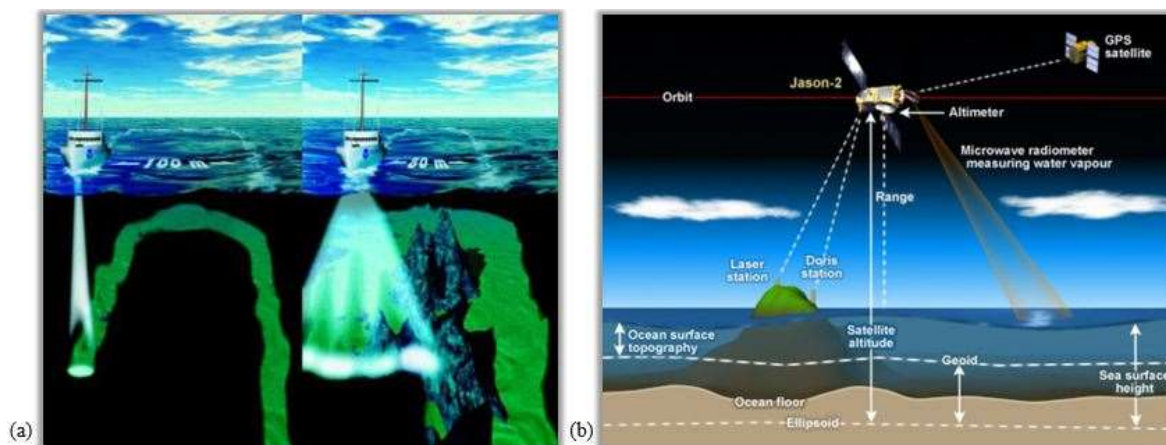 (a)
100 m
50 m
(b)
GPS
satellite
Jason-2
Orbit
Altimeter
Microwave radiometer
measuring water vapour
Range
Laser
station
Doris
station
Ocean surface
topography
Satellite
altitude
Geoid
Sea surface
height
Ocean floor
Ellipsoid